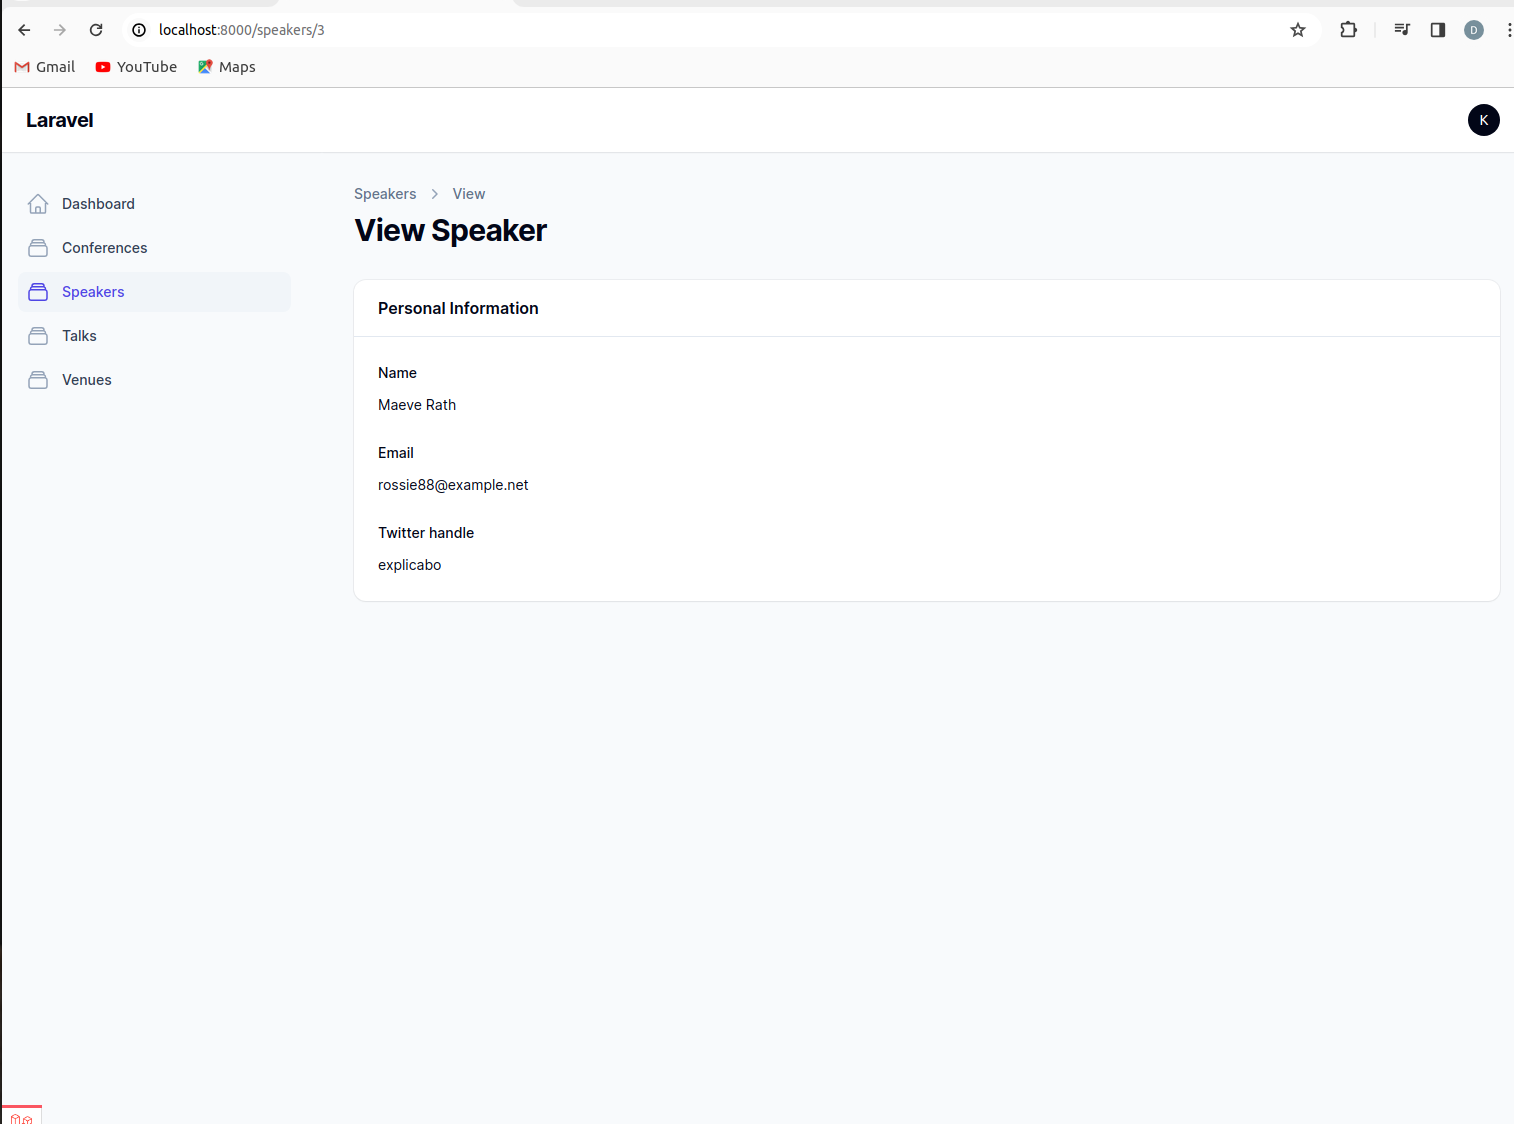 localhost:8000/speakers/3
D
Gmail YouTube Maps
Laravel
K
Dashboard
Conferences
Speakers
Talks
Venues
Speakers View
View Speaker
Personal Information
Name
Maeve Rath
Email
rossie88@example.net
Twitter handle
explicabo